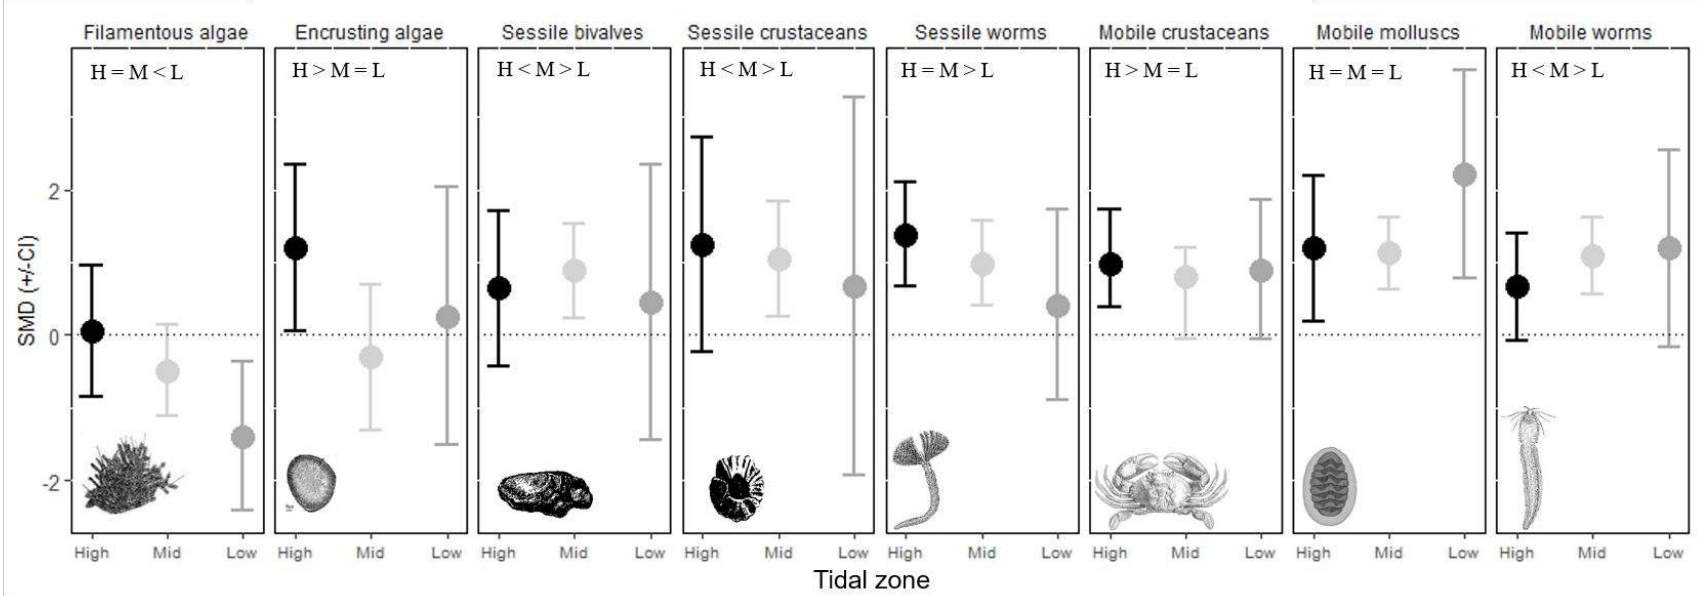 Filamentous algae Encrusting algae Sessile bivalves Sessile crustaceans Sessile worms Mobile crustaceans Mobile molluscs Mobile worms
H = M < L H > M = L H < M > L H < M > L H = M > L H > M = L H = M = L H < M > L
2
0
-2
SMD (+/-CI)
High Mid Low High Mid Low High Mid Low High Mid Low High Mid Low High Mid Low High Mid Low High Mid Low
Tidal zone